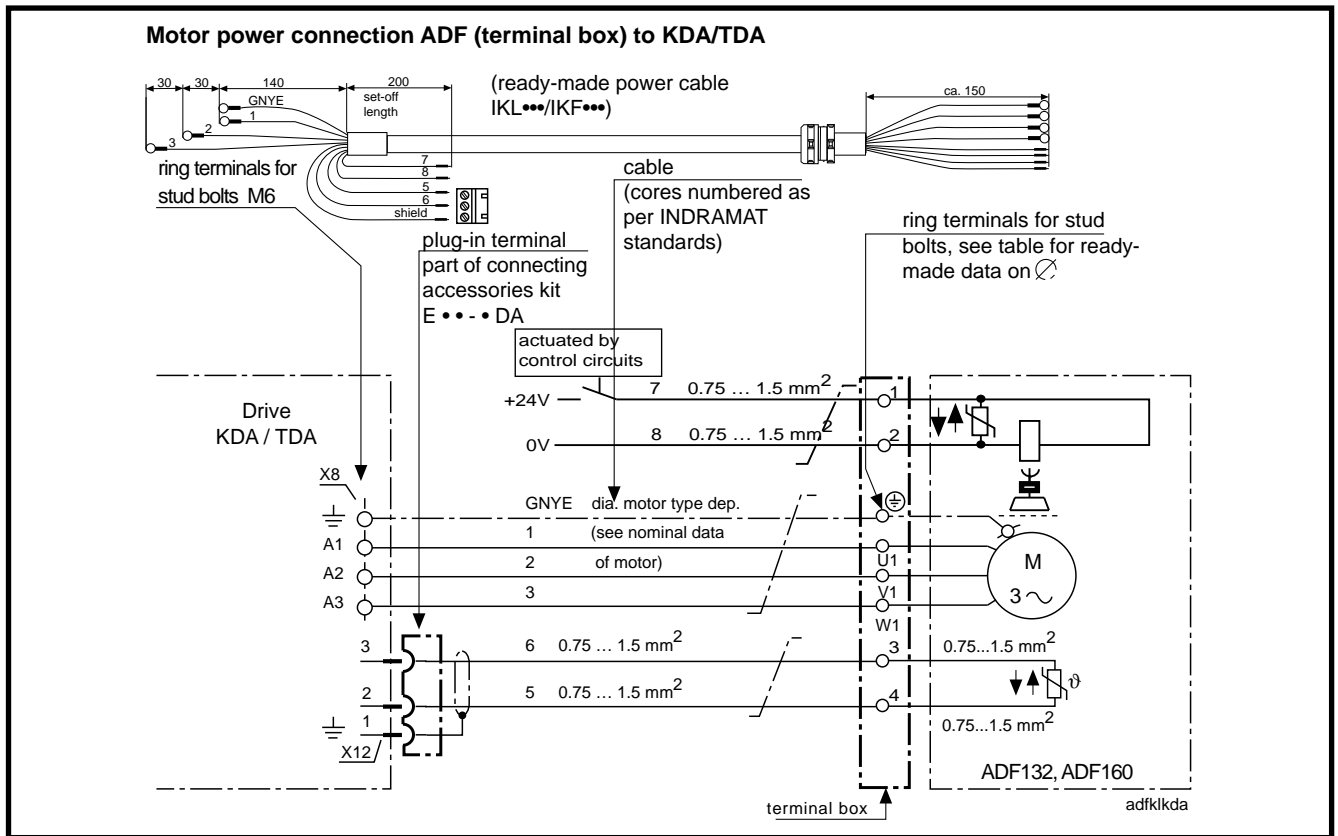 Motor power connection ADF (terminal box) to KDA/TDA
30 30 140 200
GNYE
set-off
length
1
2
3
(ready-made power cable
IKL•••/IKF•••)
ca. 150
ring terminals for
stud bolts M6
7
8
5
6
shield
plug-in terminal
part of connecting
accessories kit
E • • - • DA
cable
(cores numbered as
per INDRAMAT
standards)
ring terminals for stud
bolts, see table for ready-
made data on ∅
actuated by
control circuits
+24V 7 0.75 ... 1.5 mm² 1
0V 8 0.75 ... 1.5 mm² 2
Drive
KDA / TDA
X8
GNYE dia. motor type dep.
A1 1 (see nominal data U1
A2 2 of motor) V1
A3 3 W1
M
3 ~
3 6 0.75 ... 1.5 mm² 3 0.75...1.5 mm²
ϑ
2 5 0.75 ... 1.5 mm² 4 0.75...1.5 mm²
1
X12
ADF132, ADF160
terminal box
adfklkda